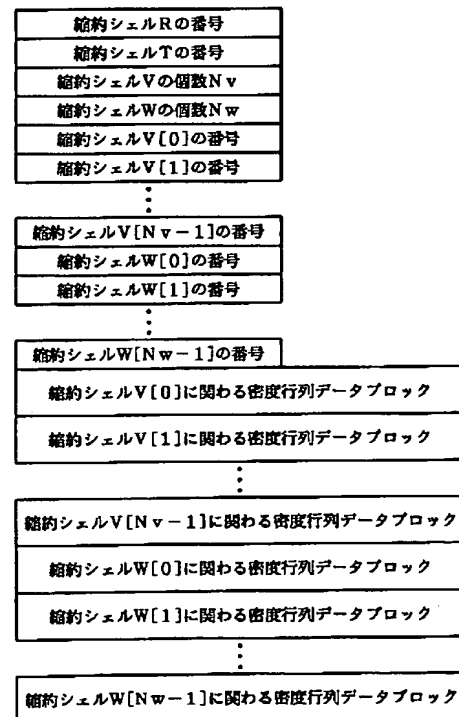 縮約シェルRの番号
縮約シェルTの番号
縮約シェルVの個数Nv
縮約シェルWの個数Nw
縮約シェルV[0]の番号
縮約シェルV[1]の番号
縮約シェルV[Nv-1]の番号
縮約シェルW[0]の番号
縮約シェルW[1]の番号
縮約シェルW[Nw-1]の番号
縮約シェルV[0]に関わる密度行列データブロック
縮約シェルV[1]に関わる密度行列データブロック
縮約シェルV[Nv-1]に関わる密度行列データブロック
縮約シェルW[0]に関わる密度行列データブロック
縮約シェルW[1]に関わる密度行列データブロック
縮約シェルW[Nw-1]に関わる密度行列データブロック